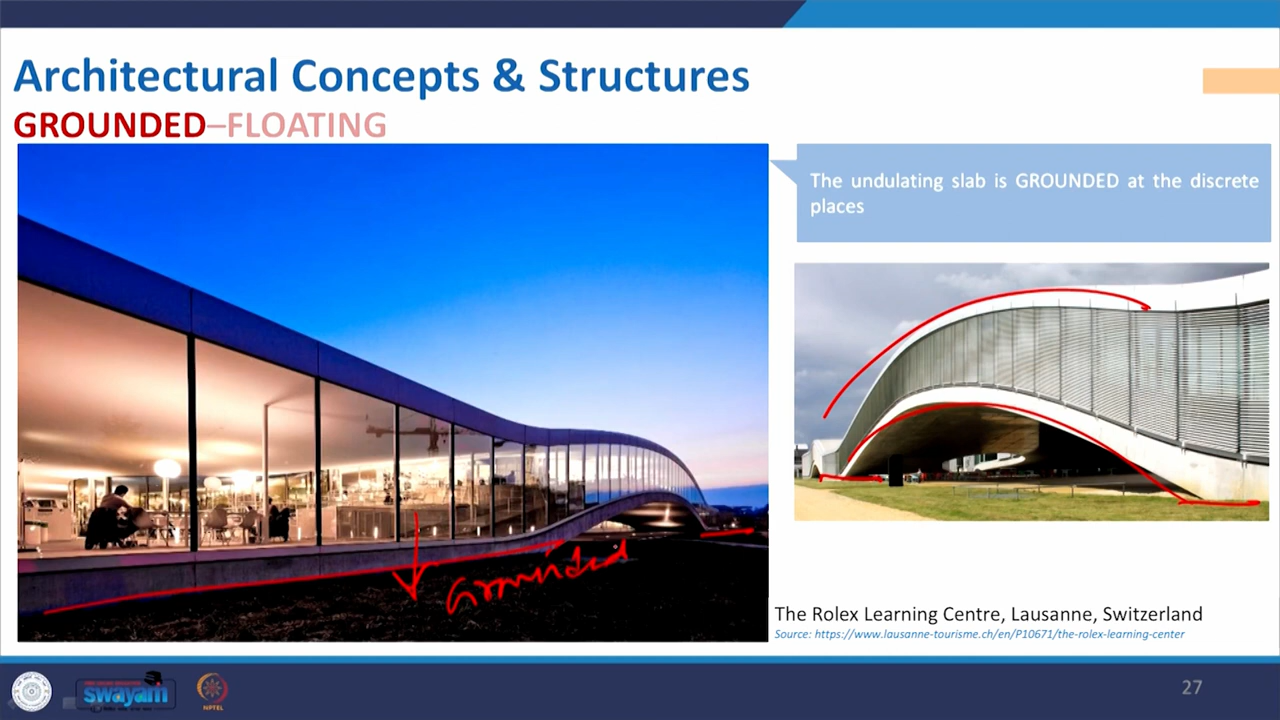 Architectural Concepts & Structures
GROUNDED–FLOATING
The undulating slab is GROUNDED at the discrete
places
Grounded
The Rolex Learning Centre, Lausanne, Switzerland
Source: https://www.lausanne-tourisme.ch/en/P10671/the-rolex-learning-center
swayam
NPTEL
27